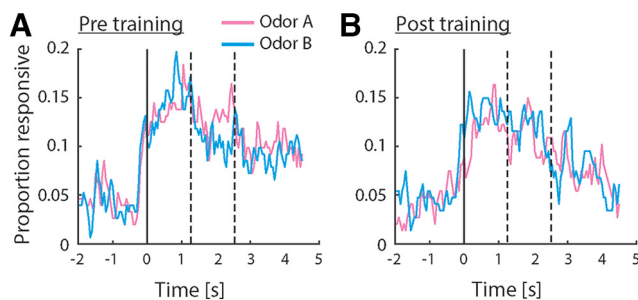 A
Pre training
Odor A
Odor B
B
Post training
Proportion responsive
0.2
0.15
0.1
0.05
0
-2
-1
0
1
2
3
4
5
Time [s]
0.2
0.15
0.1
0.05
0
-2
-1
0
1
2
3
4
5
Time [s]